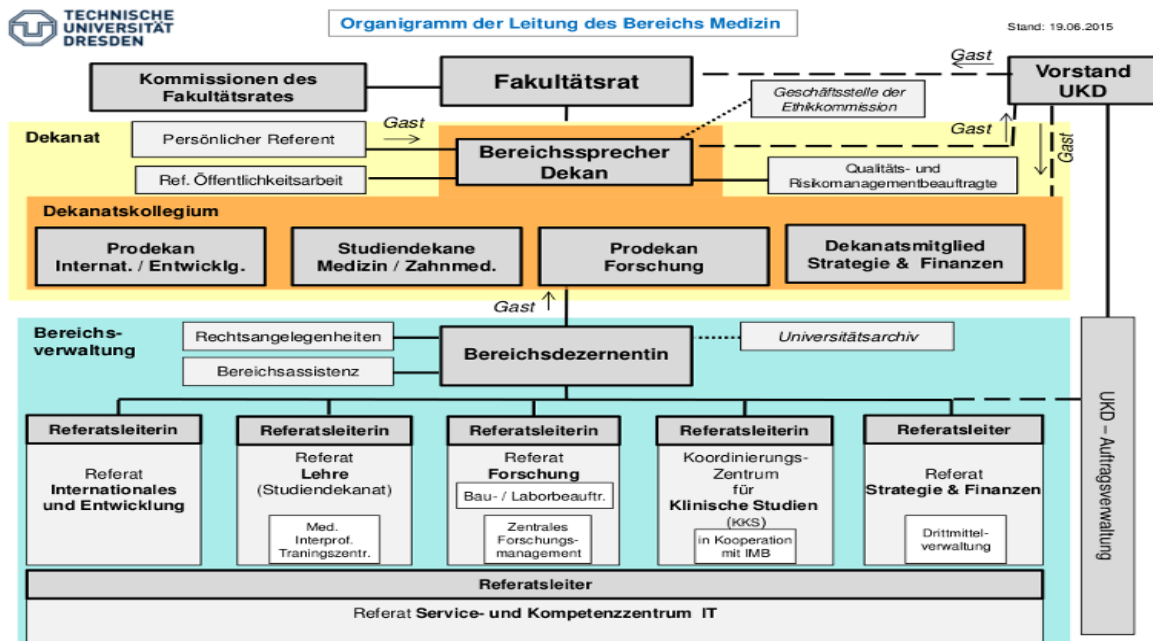 TECHNISCHE
UNIVERSITÄT
DRESDEN
Organigramm der Leitung des Bereichs Medizin
Stand: 19.06.2015
Kommissionen des
Fakultätsrates
Fakultätsrat
Gast
Vorstand
UKD
Geschäftsstelle der
Ethikkommission
Dekanat
Persönlicher Referent
Gast
Bereichssprecher
Dekan
Gast
Gast
Ref. Öffentlichkeitsarbeit
Qualitäts- und
Risikomanagementbeauftragte
Dekanatskollegium
Prodekan
Internat. / Entwicklg.
Studiendekane
Medizin / Zahnmed.
Prodekan
Forschung
Dekanatsmitglied
Strategie & Finanzen
Gast
Bereichs-
verwaltung
Rechtsangelegenheiten
Bereichsassistenz
Bereichsdezernentin
Universitätsarchiv
UKD – Auftragsverwaltung
Referatsleiterin
Referat
Internationales
und Entwicklung
Referatsleiterin
Referat
Lehre
(Studiendekanat)
Med.
Interprof.
Traningszentr.
Referatsleiterin
Referat
Forschung
Bau- / Laborbeauftr.
Zentrales
Forschungs-
management
Referatsleiterin
Koordinierungs-
Zentrum
für
Klinische Studien
(KKS)
in Kooperation
mit IMB
Referatsleiter
Referat
Strategie & Finanzen
Drittmittel-
verwaltung
Referatsleiter
Referat Service- und Kompetenzzentrum IT